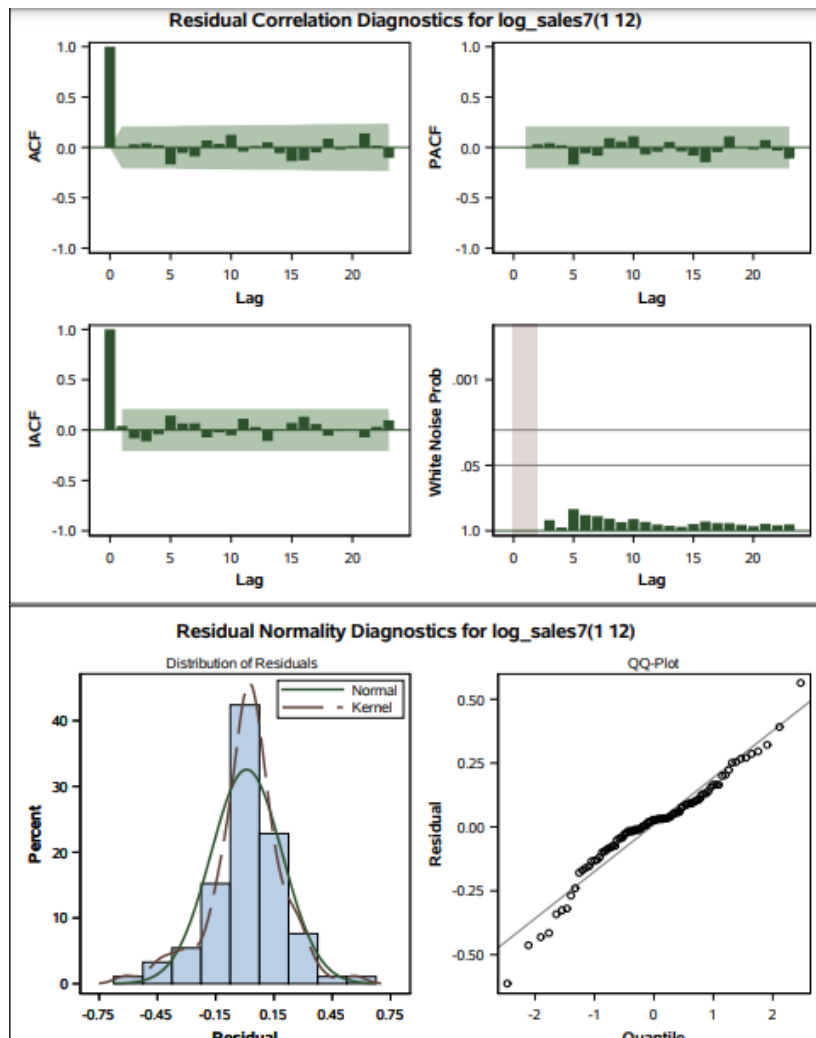 Residual Correlation Diagnostics for log_sales7(1 12)
1.0
0.5
0.0
-0.5
-1.0
ACF
0 5 10 15 20
Lag
1.0
0.5
0.0
-0.5
-1.0
PACF
0 5 10 15 20
Lag
1.0
0.5
0.0
-0.5
-1.0
IACF
0 5 10 15 20
Lag
.001
.05
1.0
White Noise Prob
0 5 10 15 20
Lag
Residual Normality Diagnostics for log_sales7(1 12)
Distribution of Residuals
Normal
Kernel
40
30
20
10
0
Percent
-0.75 -0.45 -0.15 0.15 0.45 0.75
Residual
QQ-Plot
0.50
0.25
0.00
-0.25
-0.50
Residual
-2 -1 0 1 2
Quantile